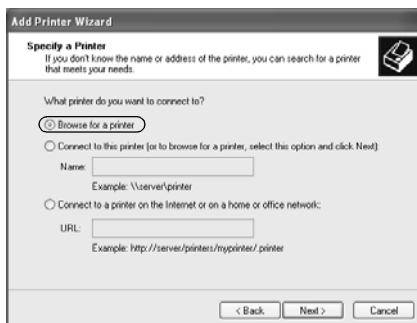 Add Printer Wizard
Specify a Printer
If you don't know the name or address of the printer, you can search for a printer
that meets your needs.
What printer do you want to connect to?
Browse for a printer
Connect to this printer (or to browse for a printer, select this option and click Next):
Name:
Example: \\server\printer
Connect to a printer on the Internet or on a home or office network:
URL:
Example: http://server/printers/myprinter/.printer
< Back Next > Cancel